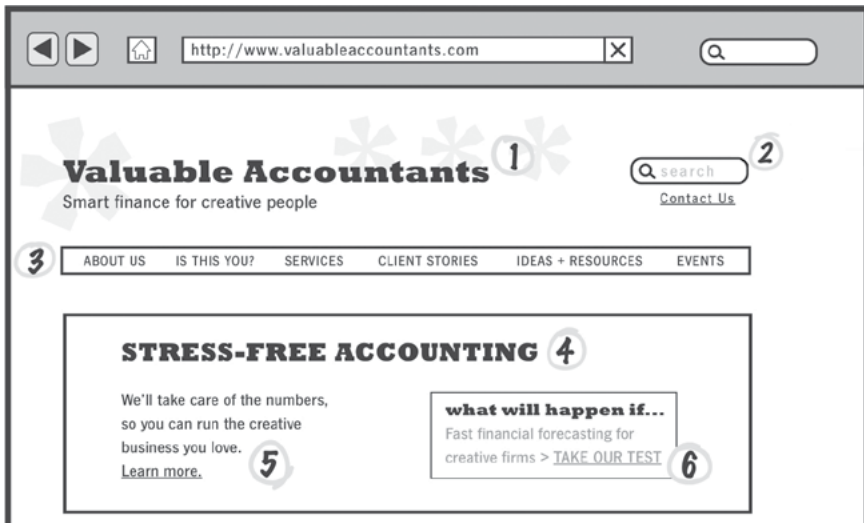 http://www.valuableaccountants.com
Valuable Accountants 1
search 2
Smart finance for creative people
Contact Us
3 ABOUT US IS THIS YOU? SERVICES CLIENT STORIES IDEAS + RESOURCES EVENTS
STRESS-FREE ACCOUNTING 4
We'll take care of the numbers,
so you can run the creative
business you love.
Learn more. 5
what will happen if...
Fast financial forecasting for
creative firms > TAKE OUR TEST 6